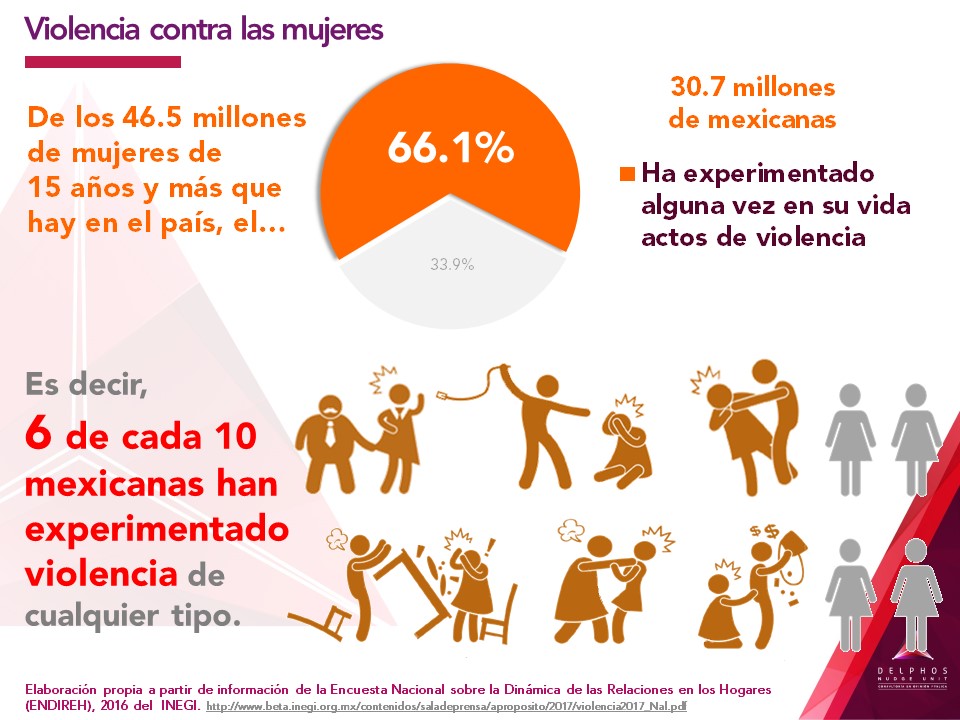 Violencia contra las mujeres
De los 46.5 millones
de mujeres de
15 años y más que
hay en el país, el...
66.1%
33.9%
30.7 millones
de mexicanas
Ha experimentado
alguna vez en su vida
actos de violencia
Es decir,
6 de cada 10
mexicanas han
experimentado
violencia de
cualquier tipo.
$$
DELPHOS
NUDGE UNIT
CONSULTORÍA EN OPINIÓN PÚBLICA
Elaboración propia a partir de información de la Encuesta Nacional sobre la Dinámica de las Relaciones en los Hogares
(ENDIREH), 2016 del INEGI. http://www.beta.inegi.org.mx/contenidos/saladeprensa/aproposito/2017/violencia2017_Nal.pdf